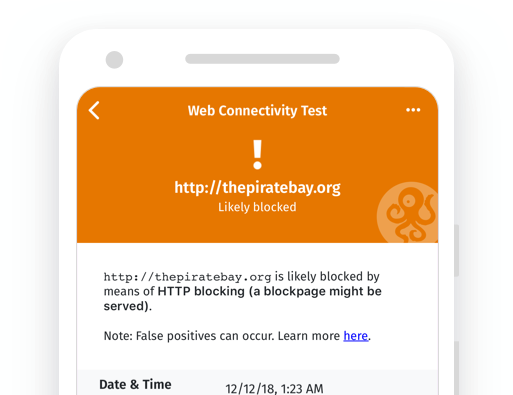 Web Connectivity Test
!
http://thepiratebay.org
Likely blocked
http://thepiratebay.org is likely blocked by
means of HTTP blocking (a blockpage might be
served).
Note: False positives can occur. Learn more here.
Date & Time 12/12/18, 1:23 AM